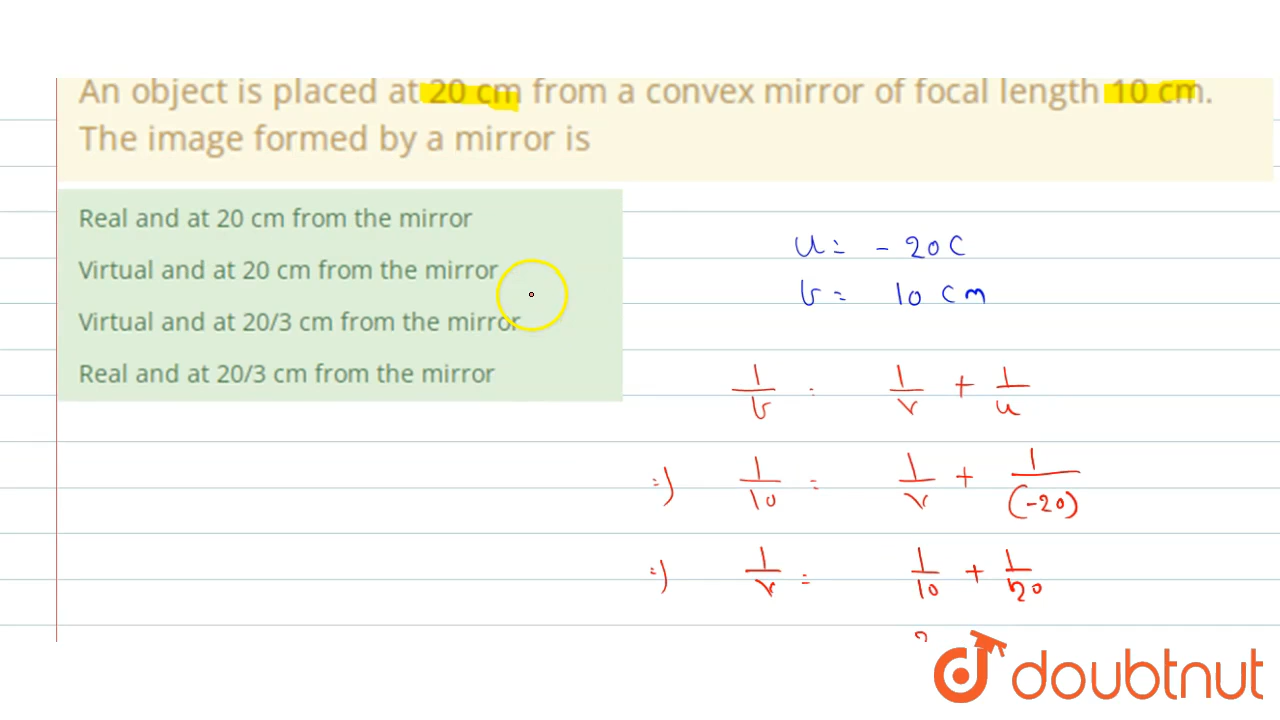 An object is placed at 20 cm from a convex mirror of focal length 10 cm.
The image formed by a mirror is
Real and at 20 cm from the mirror
Virtual and at 20 cm from the mirror
Virtual and at 20/3 cm from the mirror
Real and at 20/3 cm from the mirror
u = - 20 C
f = 10 cm
1/f = 1/v + 1/u
=) 1/10 = 1/v + 1/(-20)
=) 1/v = 1/10 + 1/20
doubtnut